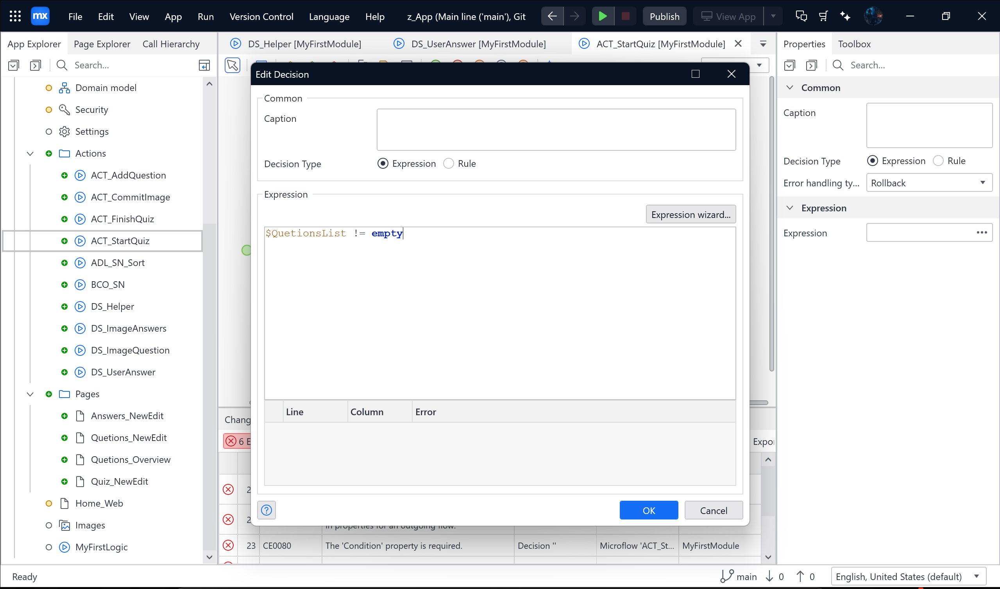 mx File Edit View App Run Version Control Language Help z_App (Main line ('main'), Git Publish View App
App Explorer Page Explorer Call Hierarchy
Search...
Domain model
Security
Settings
Actions
ACT_AddQuestion
ACT_CommitImage
ACT_FinishQuiz
ACT_StartQuiz
ADL_SN_Sort
BCO_SN
DS_Helper
DS_ImageAnswers
DS_ImageQuestion
DS_UserAnswer
Pages
Answers_NewEdit
Quetions_NewEdit
Quetions_Overview
Quiz_NewEdit
Home_Web
Images
MyFirstLogic
DS_Helper [MyFirstModule] DS_UserAnswer [MyFirstModule] ACT_StartQuiz [MyFirstModule]
Edit Decision
Common
Caption
Decision Type Expression Rule
Expression
Expression wizard...
$QuetionsList != empty
Line Column Error
OK Cancel
Chang
6 E
Expor
2
2
in properties for an outgoing flow.
23 CE0080 The 'Condition' property is required. Decision '' Microflow 'ACT_St... MyFirstModule
Properties Toolbox
Search...
Common
Caption
Decision Type Expression Rule
Error handling ty... Rollback
Expression
Expression ...
Ready
main 0 0 English, United States (default)